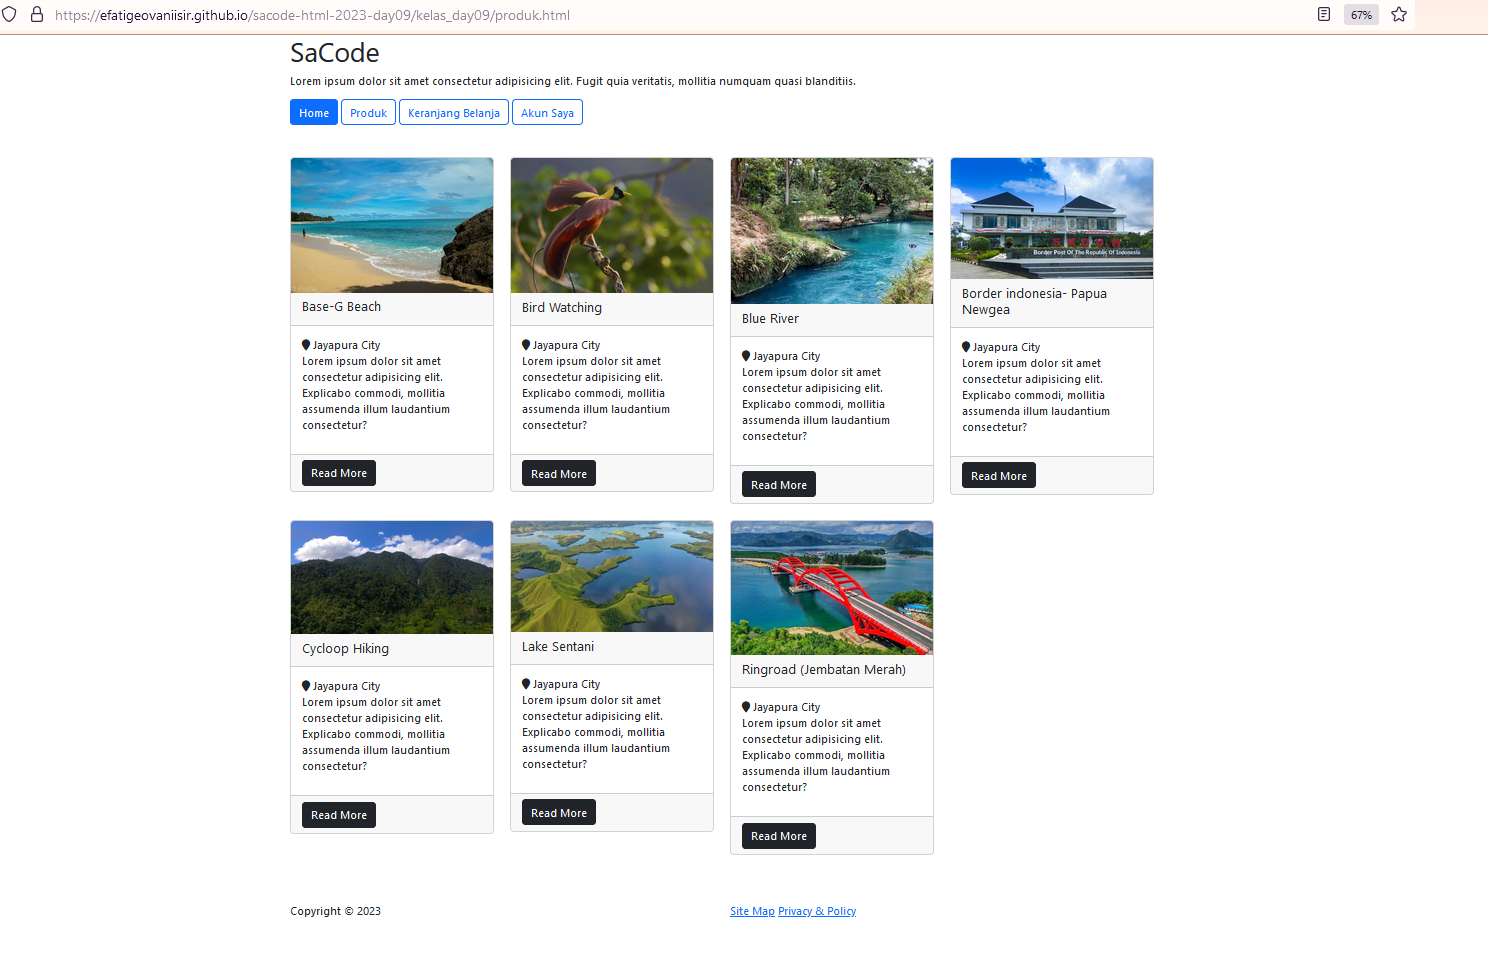 https://efatigeovaniisir.github.io/sacode-html-2023-day09/kelas_day09/produk.html
67%
SaCode
Lorem ipsum dolor sit amet consectetur adipisicing elit. Fugit quia veritatis, mollitia numquam quasi blanditiis.
Home
Produk
Keranjang Belanja
Akun Saya
Base-G Beach
Jayapura City
Lorem ipsum dolor sit amet
consectetur adipisicing elit.
Explicabo commodi, mollitia
assumenda illum laudantium
consectetur?
Read More
Bird Watching
Jayapura City
Lorem ipsum dolor sit amet
consectetur adipisicing elit.
Explicabo commodi, mollitia
assumenda illum laudantium
consectetur?
Read More
Blue River
Jayapura City
Lorem ipsum dolor sit amet
consectetur adipisicing elit.
Explicabo commodi, mollitia
assumenda illum laudantium
consectetur?
Read More
SKOUW
Border Post Of The Republic Of Indonesia
Border indonesia- Papua
Newgea
Jayapura City
Lorem ipsum dolor sit amet
consectetur adipisicing elit.
Explicabo commodi, mollitia
assumenda illum laudantium
consectetur?
Read More
Cycloop Hiking
Jayapura City
Lorem ipsum dolor sit amet
consectetur adipisicing elit.
Explicabo commodi, mollitia
assumenda illum laudantium
consectetur?
Read More
Lake Sentani
Jayapura City
Lorem ipsum dolor sit amet
consectetur adipisicing elit.
Explicabo commodi, mollitia
assumenda illum laudantium
consectetur?
Read More
Ringroad (Jembatan Merah)
Jayapura City
Lorem ipsum dolor sit amet
consectetur adipisicing elit.
Explicabo commodi, mollitia
assumenda illum laudantium
consectetur?
Read More
Copyright © 2023
Site Map Privacy & Policy